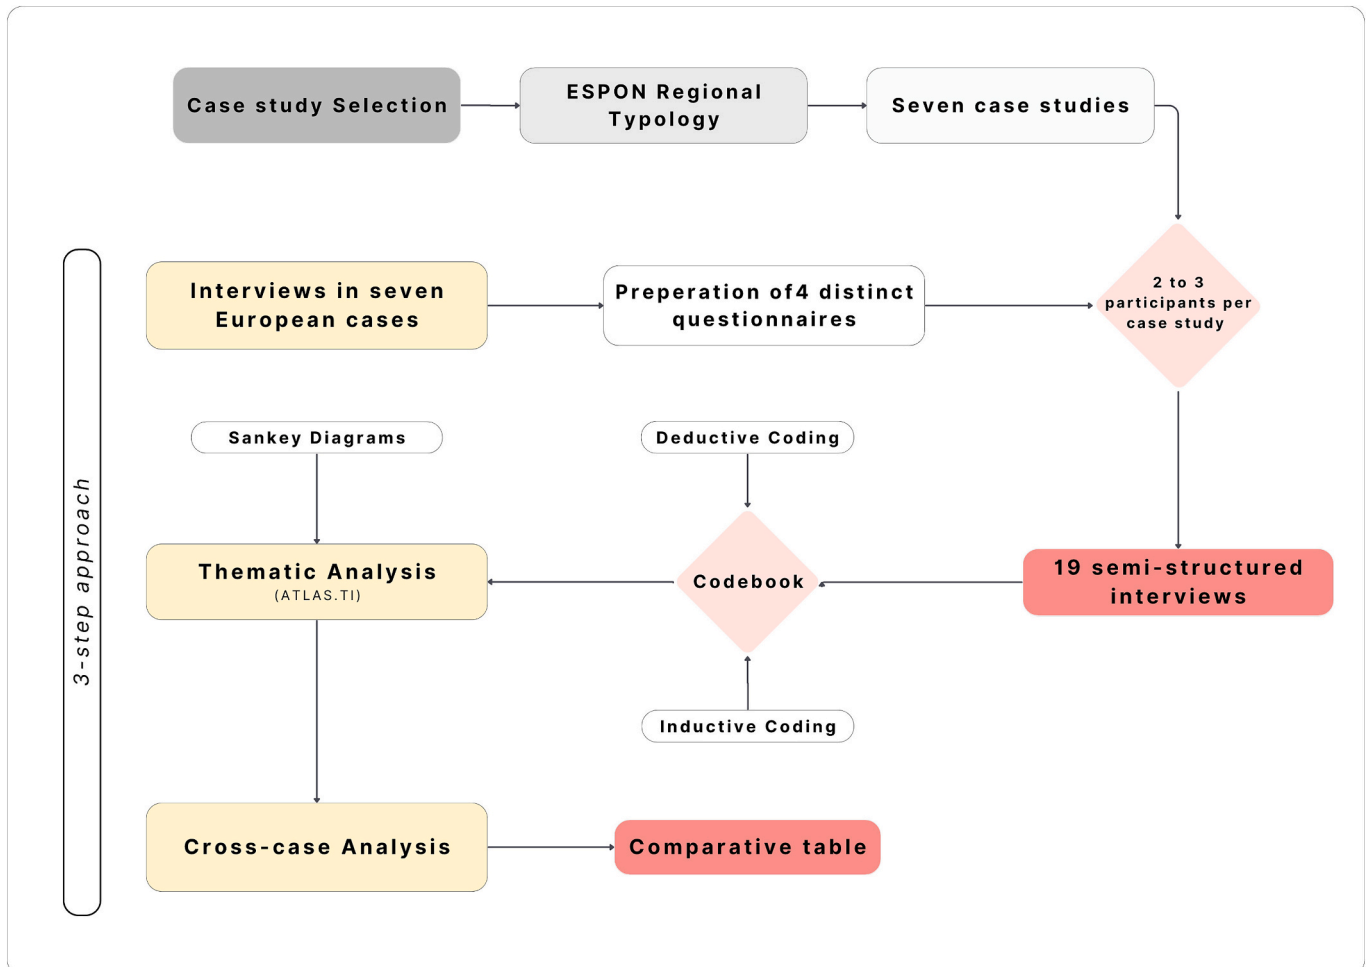 Case study Selection
ESPON Regional
Typology
Seven case studies
Interviews in seven
European cases
Preperation of4 distinct
questionnaires
2 to 3
participants per
case study
3-step approach
Sankey Diagrams
Deductive Coding
Thematic Analysis
(ATLAS.TI)
Codebook
19 semi-structured
interviews
Inductive Coding
Cross-case Analysis
Comparative table